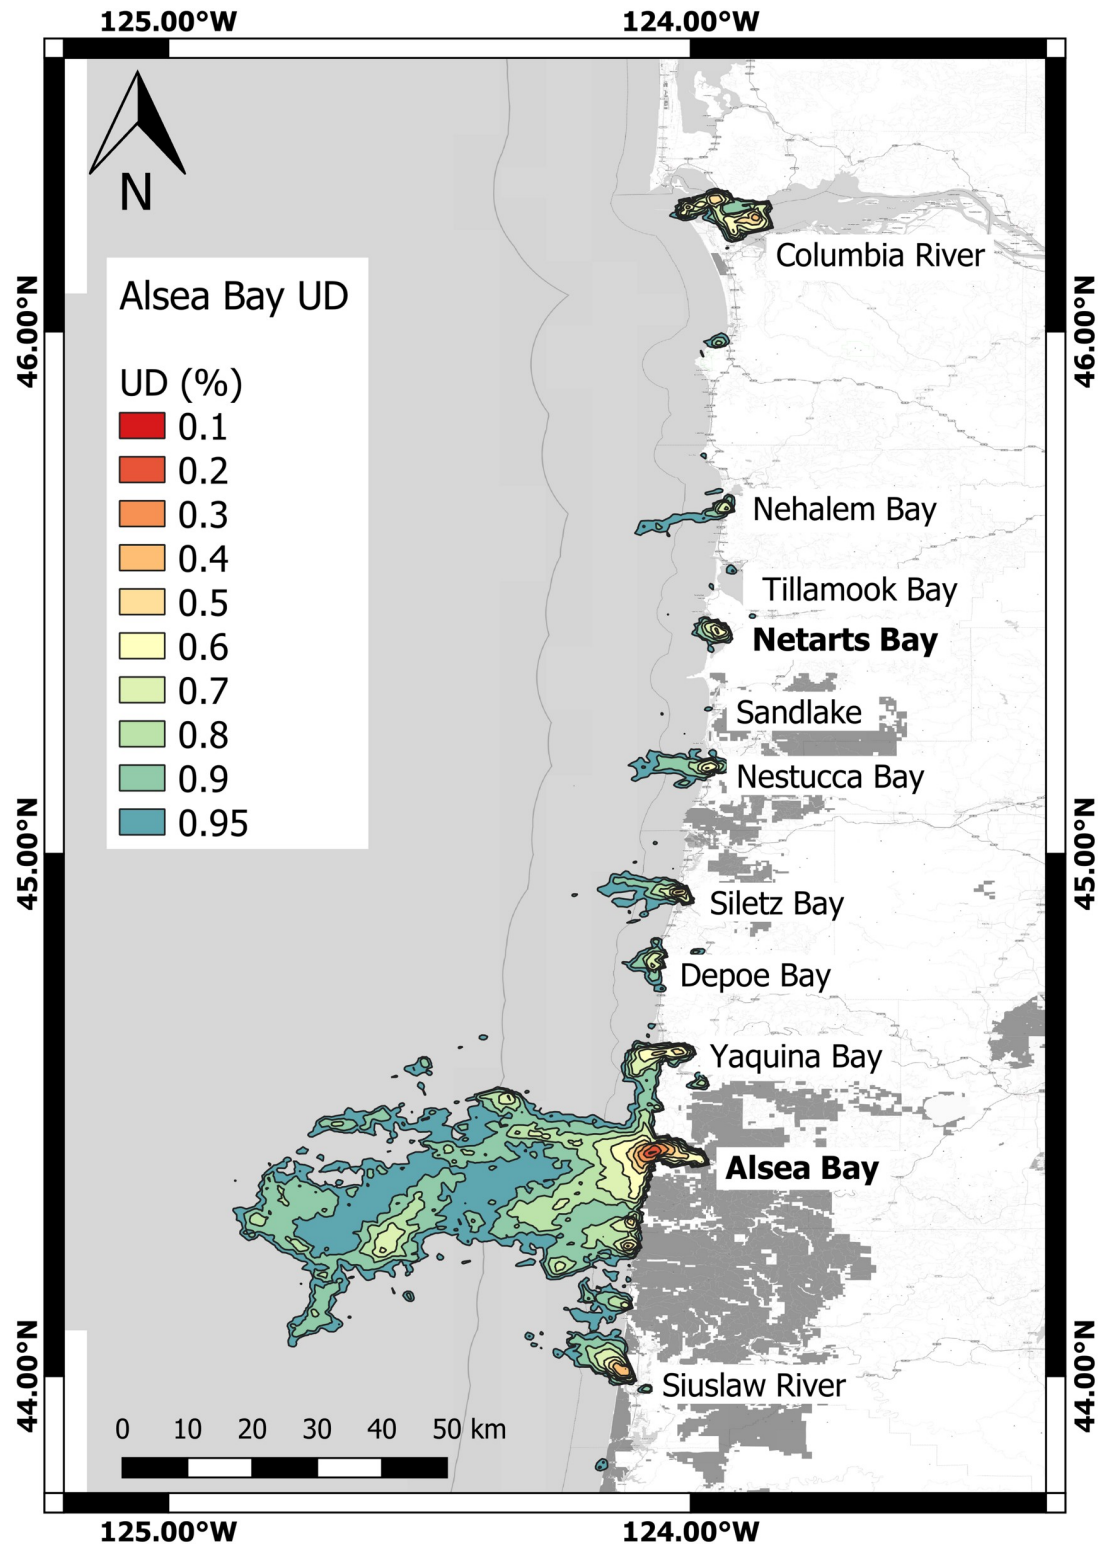 125.00°W 124.00°W
N
Columbia River
Alsea Bay UD
46.00°N 46.00°N
UD (%)
0.1
0.2
0.3
0.4
0.5
0.6
0.7
0.8
0.9
0.95
Nehalem Bay
Tillamook Bay
Netarts Bay
Sandlake
Nestucca Bay
45.00°N 45.00°N
Siletz Bay
Depoe Bay
Yaquina Bay
Alsea Bay
44.00°N 44.00°N
Siuslaw River
0 10 20 30 40 50 km
125.00°W 124.00°W